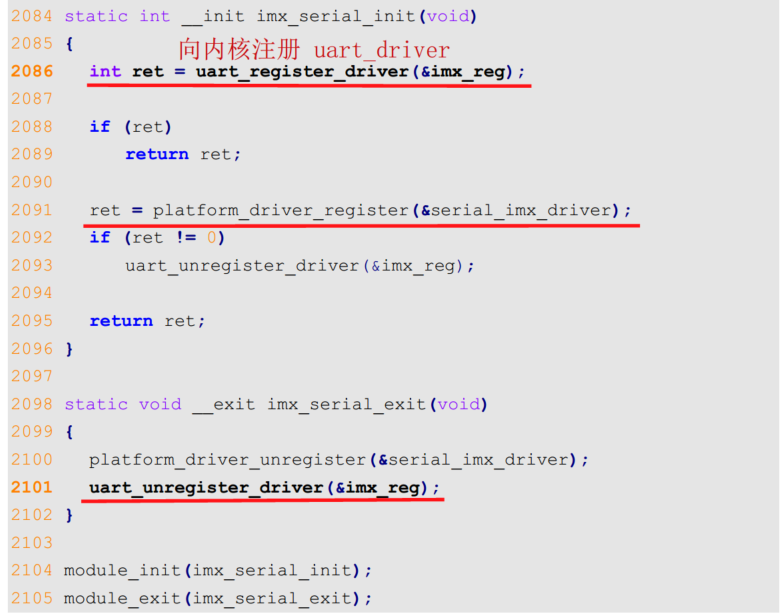 2084 static int __init imx_serial_init(void)
2085 {
向内核注册 uart_driver
2086 int ret = uart_register_driver(&imx_reg);
2087
2088 if (ret)
2089 return ret;
2090
2091 ret = platform_driver_register(&serial_imx_driver);
2092 if (ret != 0)
2093 uart_unregister_driver(&imx_reg);
2094
2095 return ret;
2096 }
2097
2098 static void __exit imx_serial_exit(void)
2099 {
2100 platform_driver_unregister(&serial_imx_driver);
2101 uart_unregister_driver(&imx_reg);
2102 }
2103
2104 module_init(imx_serial_init);
2105 module_exit(imx_serial_exit);